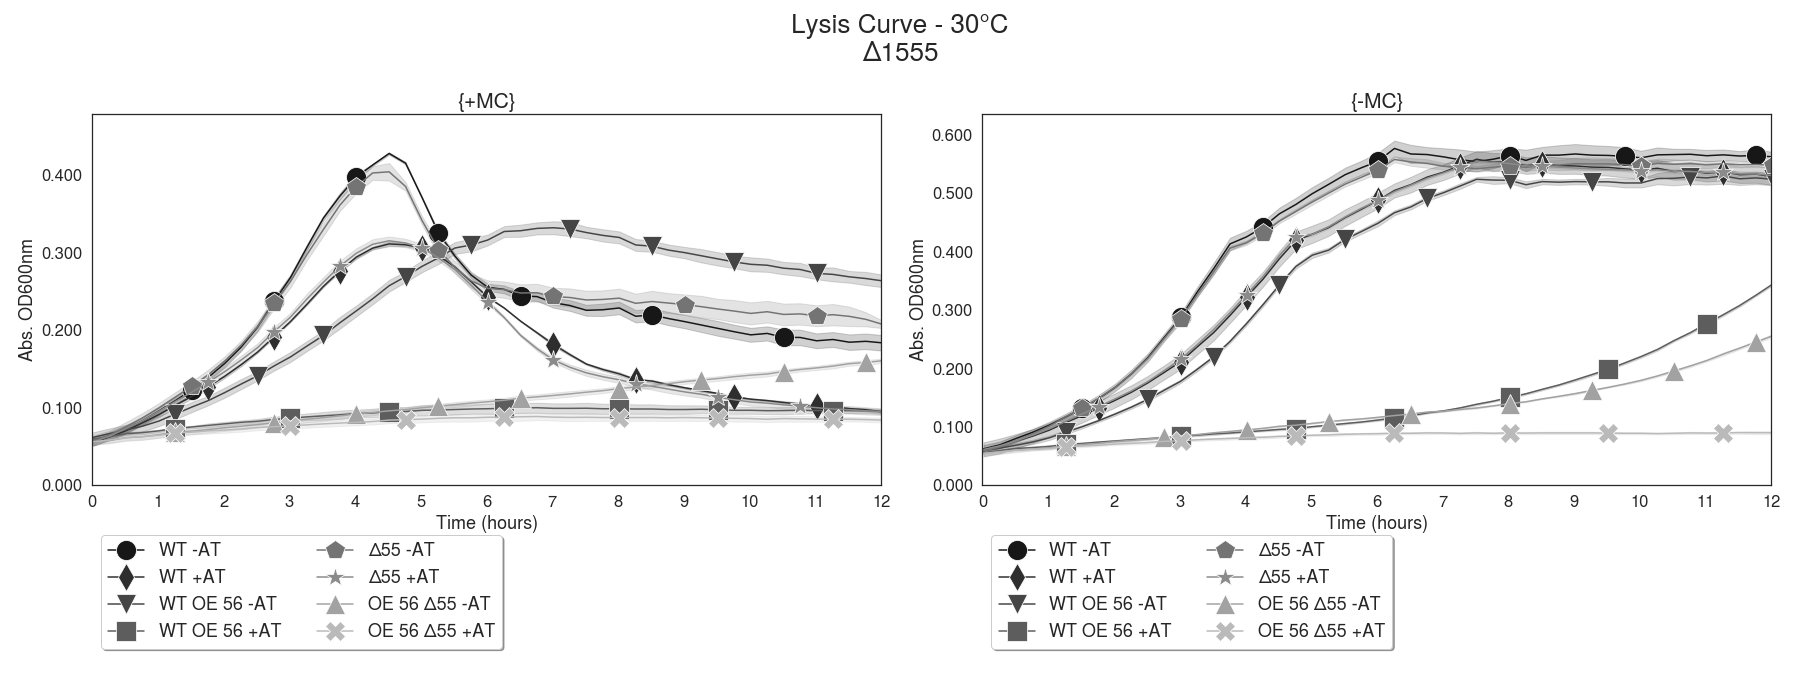 Lysis Curve - 30°C
Δ1555
{+MC}
Abs. OD600nm
0.400
0.300
0.200
0.100
0.000
0 1 2 3 4 5 6 7 8 9 10 11 12
Time (hours)
WT -AT
WT +AT
WT OE 56 -AT
WT OE 56 +AT
Δ55 -AT
Δ55 +AT
OE 56 Δ55 -AT
OE 56 Δ55 +AT
{-MC}
Abs. OD600nm
0.600
0.500
0.400
0.300
0.200
0.100
0.000
0 1 2 3 4 5 6 7 8 9 10 11 12
Time (hours)
WT -AT
WT +AT
WT OE 56 -AT
WT OE 56 +AT
Δ55 -AT
Δ55 +AT
OE 56 Δ55 -AT
OE 56 Δ55 +AT